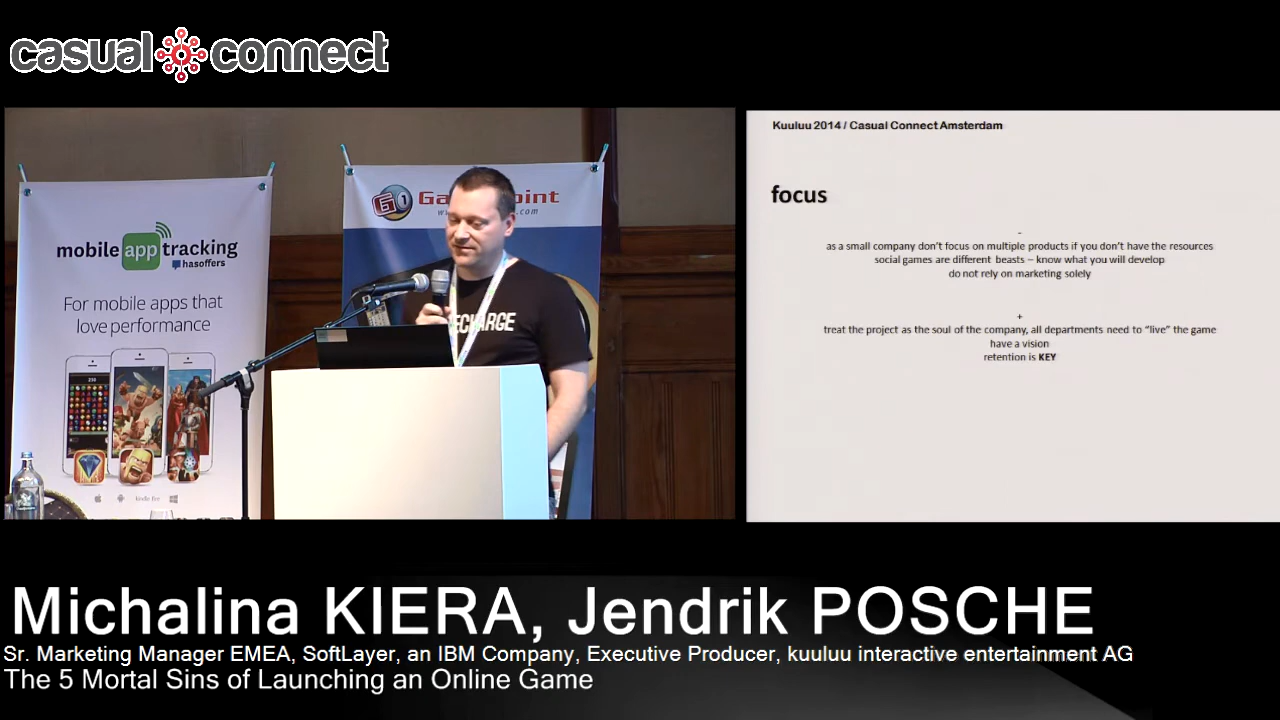 casual connect
Kuuluu 2014 / Casual Connect Amsterdam
focus
-
as a small company don't focus on multiple products if you don't have the resources
social games are different beasts – know what you will develop
do not rely on marketing solely
+
treat the project as the soul of the company, all departments need to "live" the game
have a vision
retention is KEY
mobile app tracking
hasoffers
For mobile apps that
love performance
kindle fire
G1
ECHARGE
Michalina KIERA, Jendrik POSCHE
Sr. Marketing Manager EMEA, SoftLayer, an IBM Company, Executive Producer, kuuluu interactive entertainment AG
The 5 Mortal Sins of Launching an Online Game